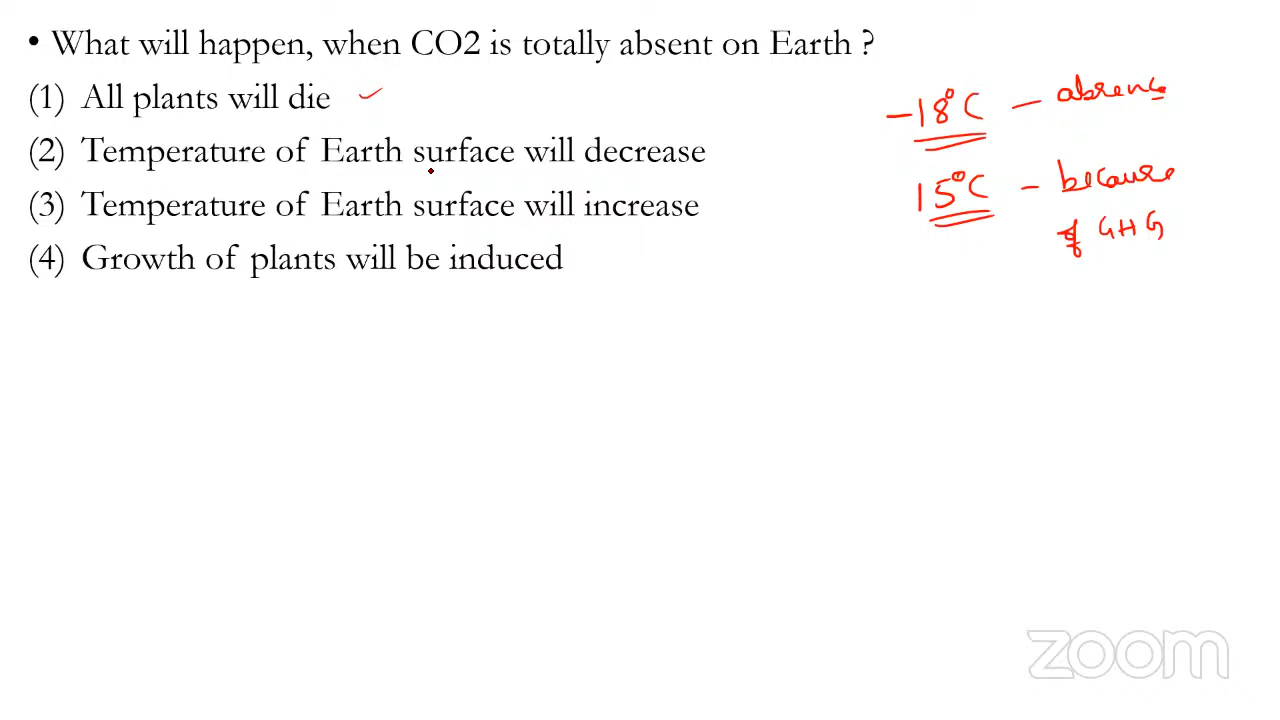 • What will happen, when CO2 is totally absent on Earth ?
(1) All plants will die ✓
(2) Temperature of Earth surface will decrease
(3) Temperature of Earth surface will increase
(4) Growth of plants will be induced
-18°C - absence
15°C - because
of GHG
zoom